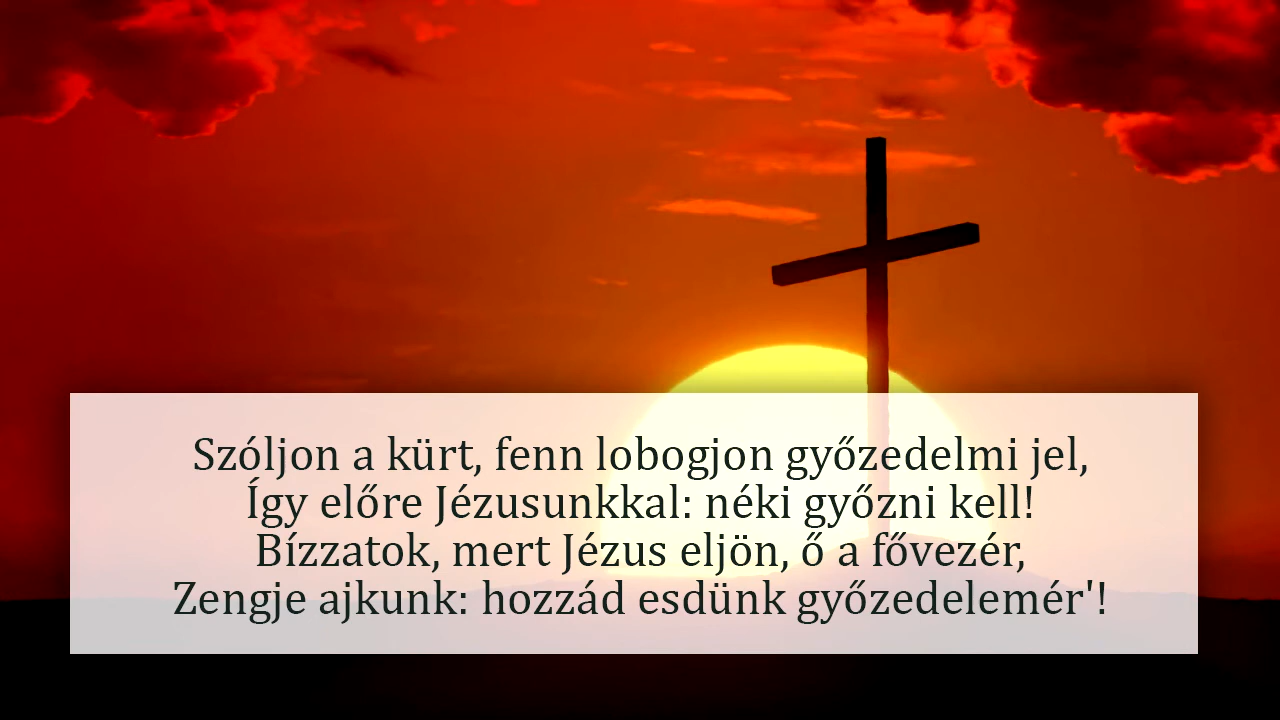 Szóljon a kürt, fenn lobogjon győzedelmi jel,
Így előre Jézusunkkal: néki győzni kell!
Bízzatok, mert Jézus eljön, ő a fővezér,
Zengje ajkunk: hozzád esdünk győzedelemér'!